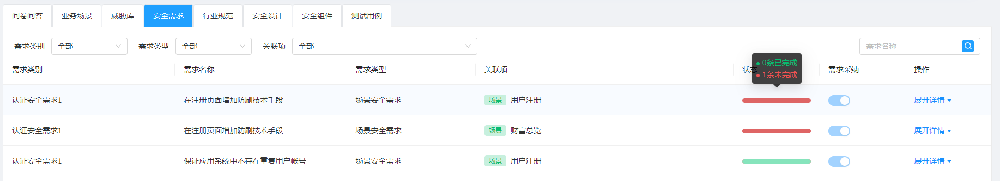 问卷问答 业务场景 威胁库 安全需求 行业规范 安全设计 安全组件 测试用例
需求类别 全部 需求类型 全部 关联项 全部 需求名称
0条已完成
1条未完成
需求类别 需求名称 需求类型 关联项 状态 需求采纳 操作
认证安全需求1 在注册页面增加防刷技术手段 场景安全需求 场景 用户注册 展开详情
认证安全需求1 在注册页面增加防刷技术手段 场景安全需求 场景 财富总览 展开详情
认证安全需求1 保证应用系统中不存在重复用户帐号 场景安全需求 场景 用户注册 展开详情